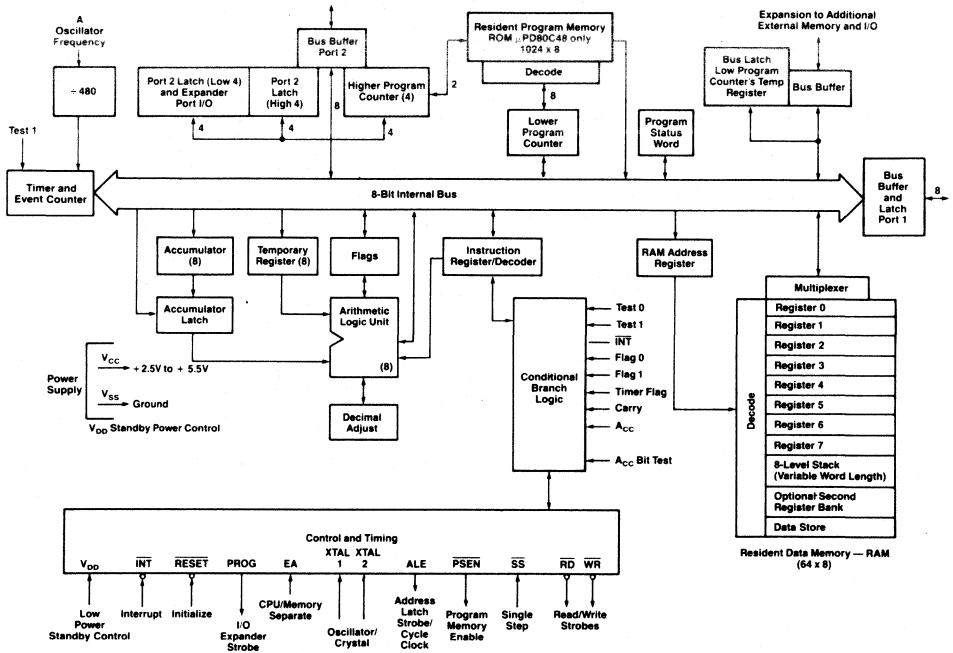 A
Oscillator
Frequency
÷ 480
Test 1
Timer and
Event Counter
Bus Buffer
Port 2
Port 2 Latch (Low 4)
and Expander
Port I/O
Port 2
Latch
(High 4)
8
Higher Program
Counter (4)
2
4
4
4
Resident Program Memory
ROM μPD80C48 only
1024 x 8
Decode
8
Lower
Program
Counter
Program
Status
Word
Expansion to Additional
External Memory and I/O
Bus Latch
Low Program
Counter's Temp
Register
Bus Buffer
8-Bit Internal Bus
Bus
Buffer
and
Latch
Port 1
8
Accumulator
(8)
Temporary
Register (8)
Flags
Instruction
Register/Decoder
RAM Address
Register
Accumulator
Latch
Arithmetic
Logic Unit
(8)
Decimal
Adjust
Power
Supply
VCC
+ 2.5V to + 5.5V
VSS
Ground
VDD Standby Power Control
Conditional
Branch
Logic
Test 0
Test 1
INT
Flag 0
Flag 1
Timer Flag
Carry
ACC
ACC Bit Test
Multiplexer
Decode
Register 0
Register 1
Register 2
Register 3
Register 4
Register 5
Register 6
Register 7
8-Level Stack
(Variable Word Length)
Optional Second
Register Bank
Data Store
Resident Data Memory — RAM
(64 x 8)
Control and Timing
VDD
INT
RESET
PROG
EA
XTAL
1
XTAL
2
ALE
PSEN
SS
RD
WR
Low
Power
Standby Control
Interrupt
Initialize
I/O
Expander
Strobe
CPU/Memory
Separate
Oscillator/
Crystal
Address
Latch
Strobe/
Cycle
Clock
Program
Memory
Enable
Single
Step
Read/Write
Strobes